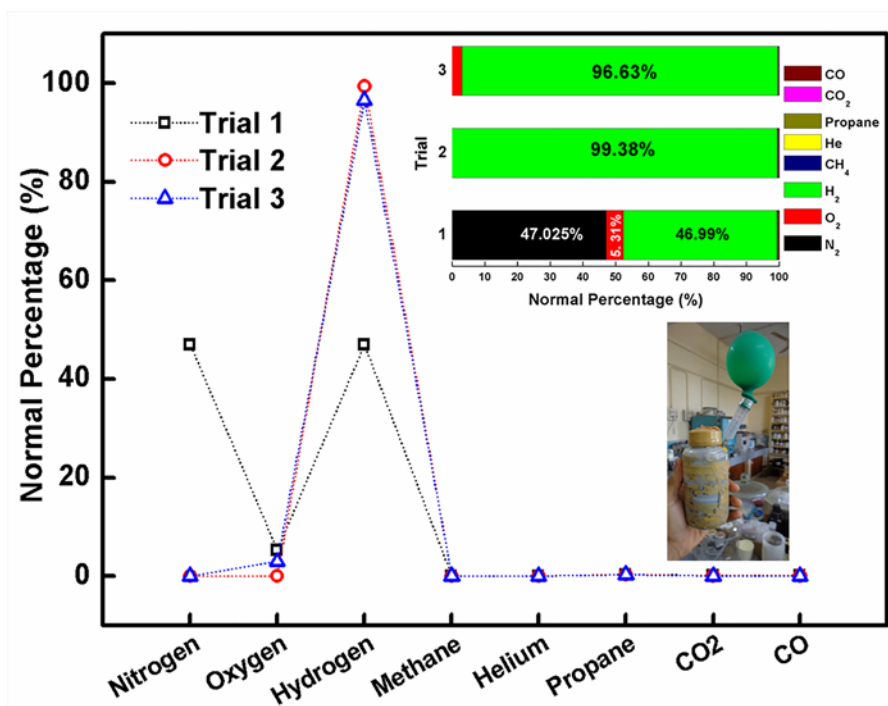 Normal Percentage (%)
100
80
60
40
20
0
Trial 1
Trial 2
Trial 3
Nitrogen
Oxygen
Hydrogen
Methane
Helium
Propane
CO2
CO
Trial
3
2
1
96.63%
99.38%
47.025%
5. 31%
46.99%
0 10 20 30 40 50 60 70 80 90 100
Normal Percentage (%)
CO
CO₂
Propane
He
CH₄
H₂
O₂
N₂